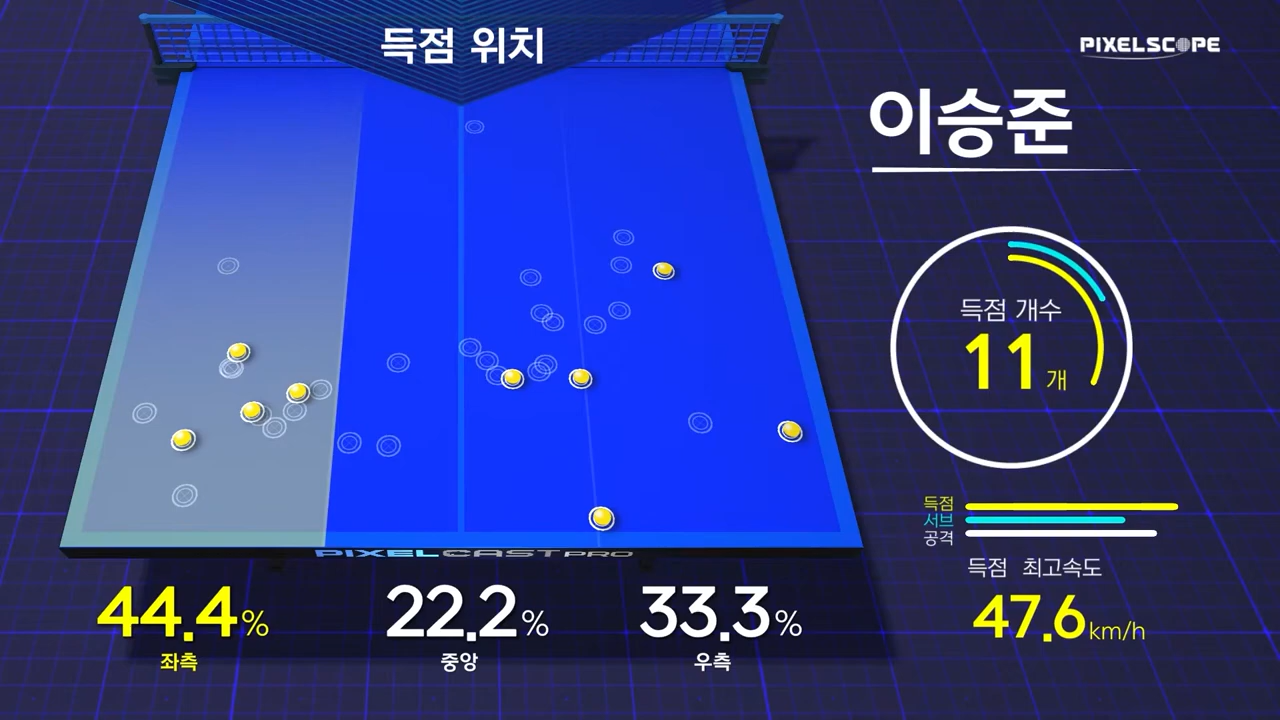 득점 위치
PIXELSCOPE
이승준
득점 개수
11개
득점
서브
공격
득점 최고속도
47.6km/h
PIXELCASTPRO
44.4%
22.2%
33.3%
좌측
중앙
우측